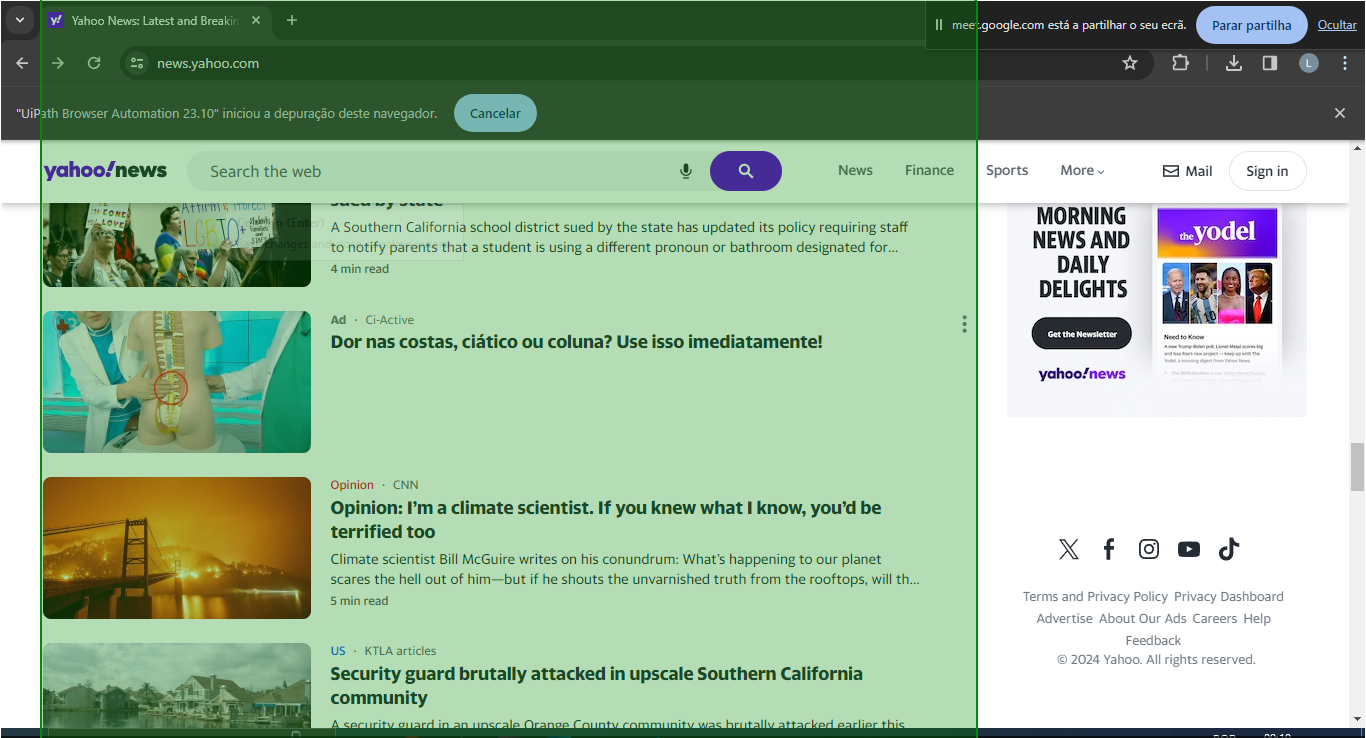 Yahoo News: Latest and Breakin
meet.google.com está a partilhar o seu ecrã.
Parar partilha
Ocultar
news.yahoo.com
L
"UiPath Browser Automation 23.10" iniciou a depuração deste navegador.
Cancelar
yahoo!news
Search the web
News
Finance
Sports
More
Mail
Sign in
sued by state
A Southern California school district sued by the state has updated its policy requiring staff
to notify parents that a student is using a different pronoun or bathroom designated for…
4 min read
Ad · Ci-Active
Dor nas costas, ciático ou coluna? Use isso imediatamente!
Opinion · CNN
Opinion: I’m a climate scientist. If you knew what I know, you’d be
terrified too
Climate scientist Bill McGuire writes on his conundrum: What’s happening to our planet
scares the hell out of him—but if he shouts the unvarnished truth from the rooftops, will th…
5 min read
US · KTLA articles
Security guard brutally attacked in upscale Southern California
community
A security guard in an upscale Orange County community was brutally attacked earlier this
MORNING
NEWS AND
DAILY
DELIGHTS
Get the Newsletter
yahoo!news
the yodel
Need to Know
A new Trump Biden poll, Lionel Messi scores big
Terms and Privacy Policy Privacy Dashboard
Advertise About Our Ads Careers Help
Feedback
© 2024 Yahoo. All rights reserved.